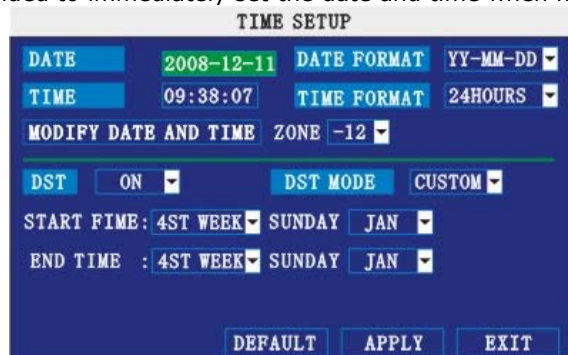 to immediately set the date and time when
TIME SETUP
DATE 2008-12-11 DATE FORMAT YY-MM-DD
TIME 09:38:07 TIME FORMAT 24HOURS
MODIFY DATE AND TIME ZONE -12
DST ON DST MODE CUSTOM
START FIME: 4ST WEEK SUNDAY JAN
END TIME : 4ST WEEK SUNDAY JAN
DEFAULT APPLY EXIT